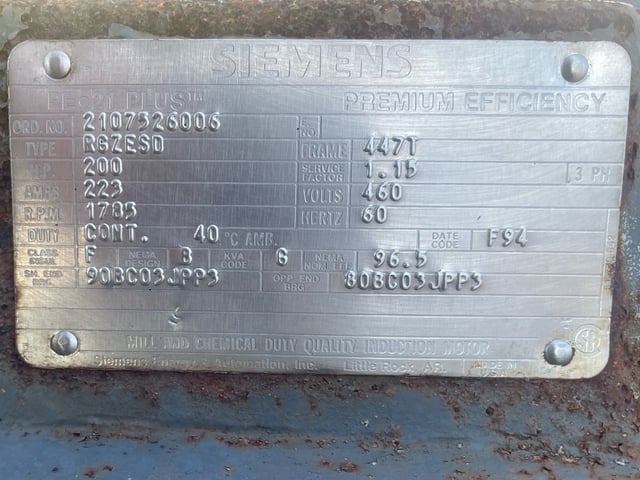 SIEMENS
PE-21 PLUS™ PREMIUM EFFICIENCY
ORD. NO. 2107526006 E NO.
TYPE RGZESD FRAME 447T
HP 200 SERVICE FACTOR 1.15 3 PH
AMPS 223 VOLTS 460
R.P.M. 1785 HERTZ 60
DUTY CONT. 40 °C AMB. DATE CODE F94
CLASS INSUL F NEMA DESIGN B KVA CODE G NEMA NOM. EFF. 96.5
SH. END BRG. 90BC03JPP3 OPP. END BRG 80BC03JPP3
MILL AND CHEMICAL DUTY QUALITY INDUCTION MOTOR
Siemens Energy & Automation, Inc. Little Rock, AR. MADE IN